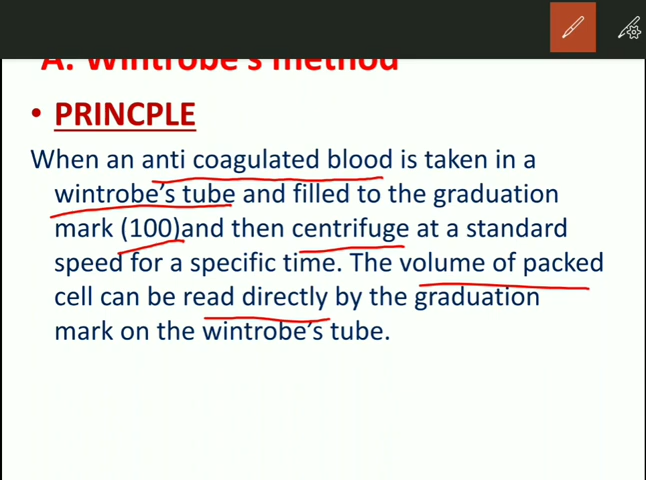 A. Wintrobe's method
• PRINCPLE
When an anti coagulated blood is taken in a
wintrobe's tube and filled to the graduation
mark (100)and then centrifuge at a standard
speed for a specific time. The volume of packed
cell can be read directly by the graduation
mark on the wintrobe's tube.